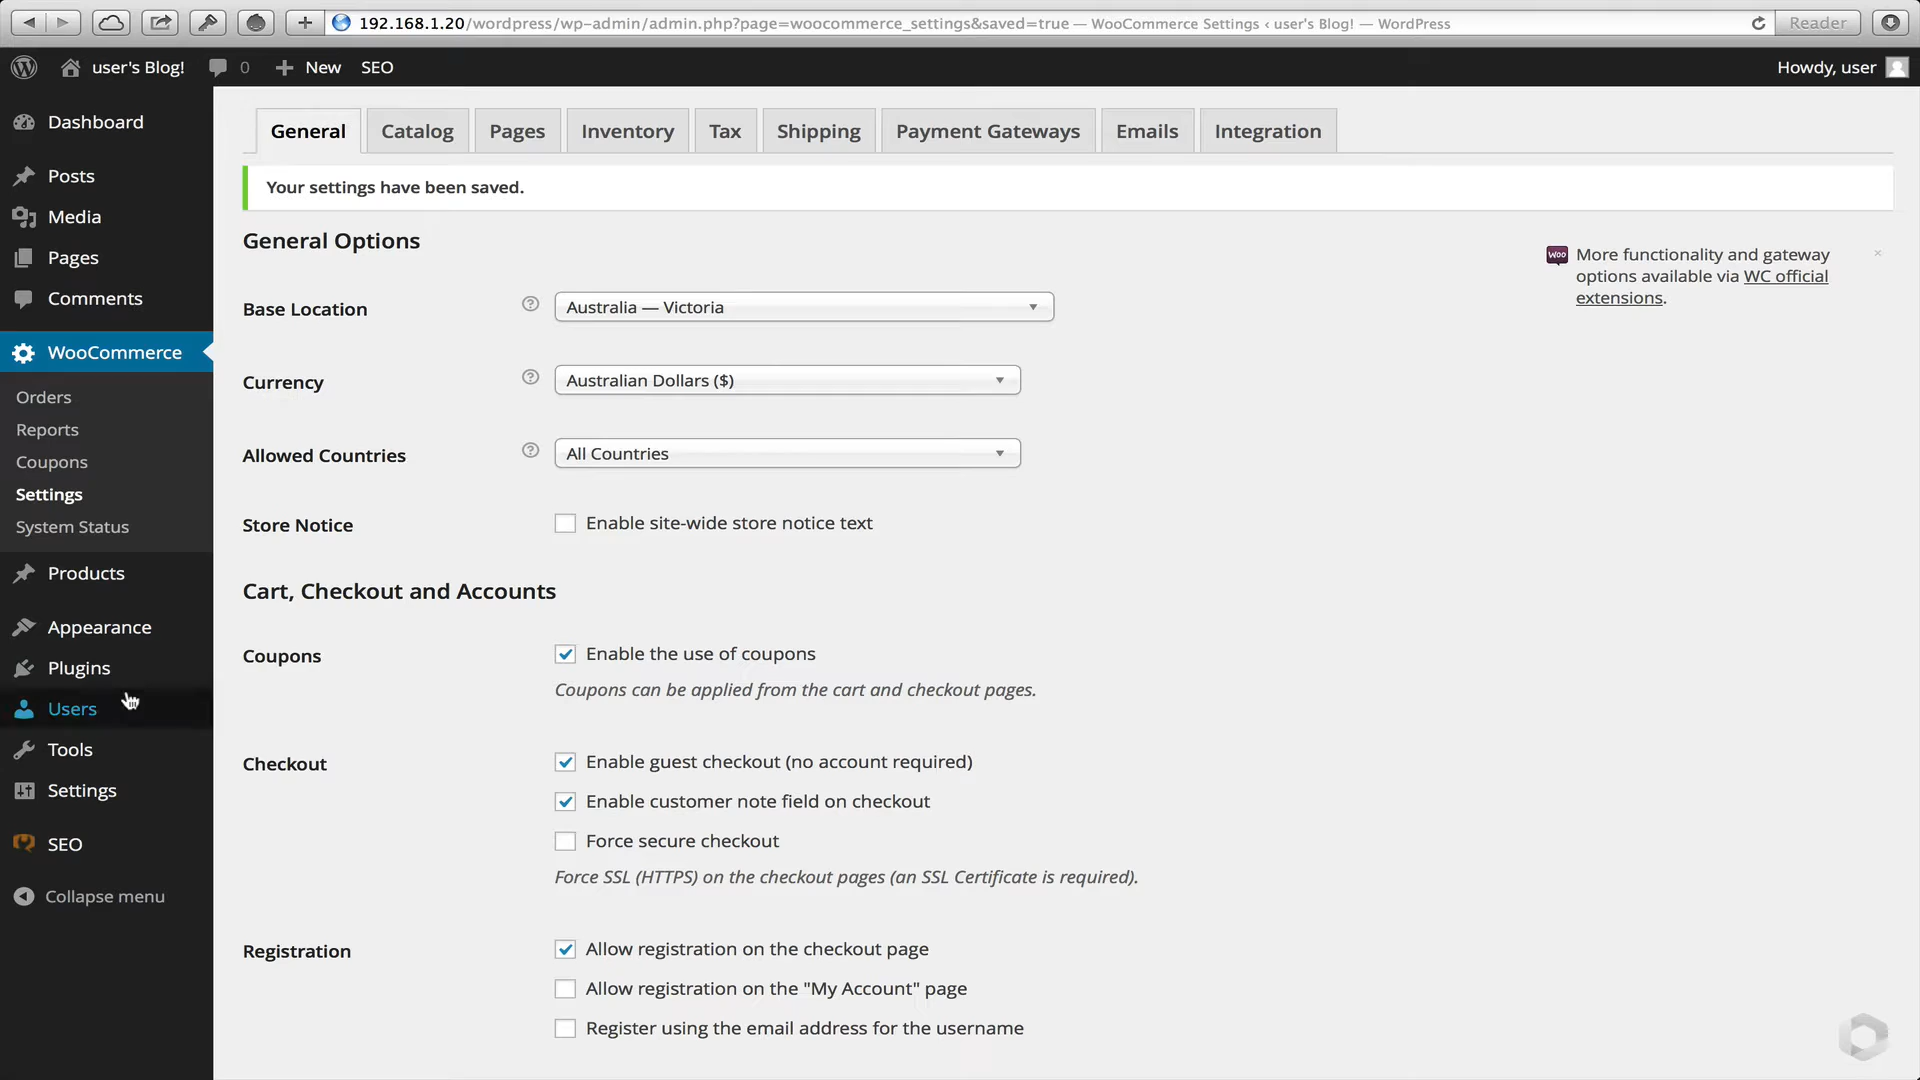 192.168.1.20/wordpress/wp-admin/admin.php?page=woocommerce_settings&saved=true — WooCommerce Settings ‹ user's Blog! — WordPress
Reader
user's Blog!
0
New
SEO
Howdy, user
Dashboard
Posts
Media
Pages
Comments
WooCommerce
Orders
Reports
Coupons
Settings
System Status
Products
Appearance
Plugins
Users
Tools
Settings
SEO
Collapse menu
General
Catalog
Pages
Inventory
Tax
Shipping
Payment Gateways
Emails
Integration
Your settings have been saved.
General Options
Woo
More functionality and gateway
options available via WC official
extensions.
×
Base Location
?
Australia — Victoria
Currency
?
Australian Dollars ($)
Allowed Countries
?
All Countries
Store Notice
Enable site-wide store notice text
Cart, Checkout and Accounts
Coupons
Enable the use of coupons
Coupons can be applied from the cart and checkout pages.
Checkout
Enable guest checkout (no account required)
Enable customer note field on checkout
Force secure checkout
Force SSL (HTTPS) on the checkout pages (an SSL Certificate is required).
Registration
Allow registration on the checkout page
Allow registration on the "My Account" page
Register using the email address for the username